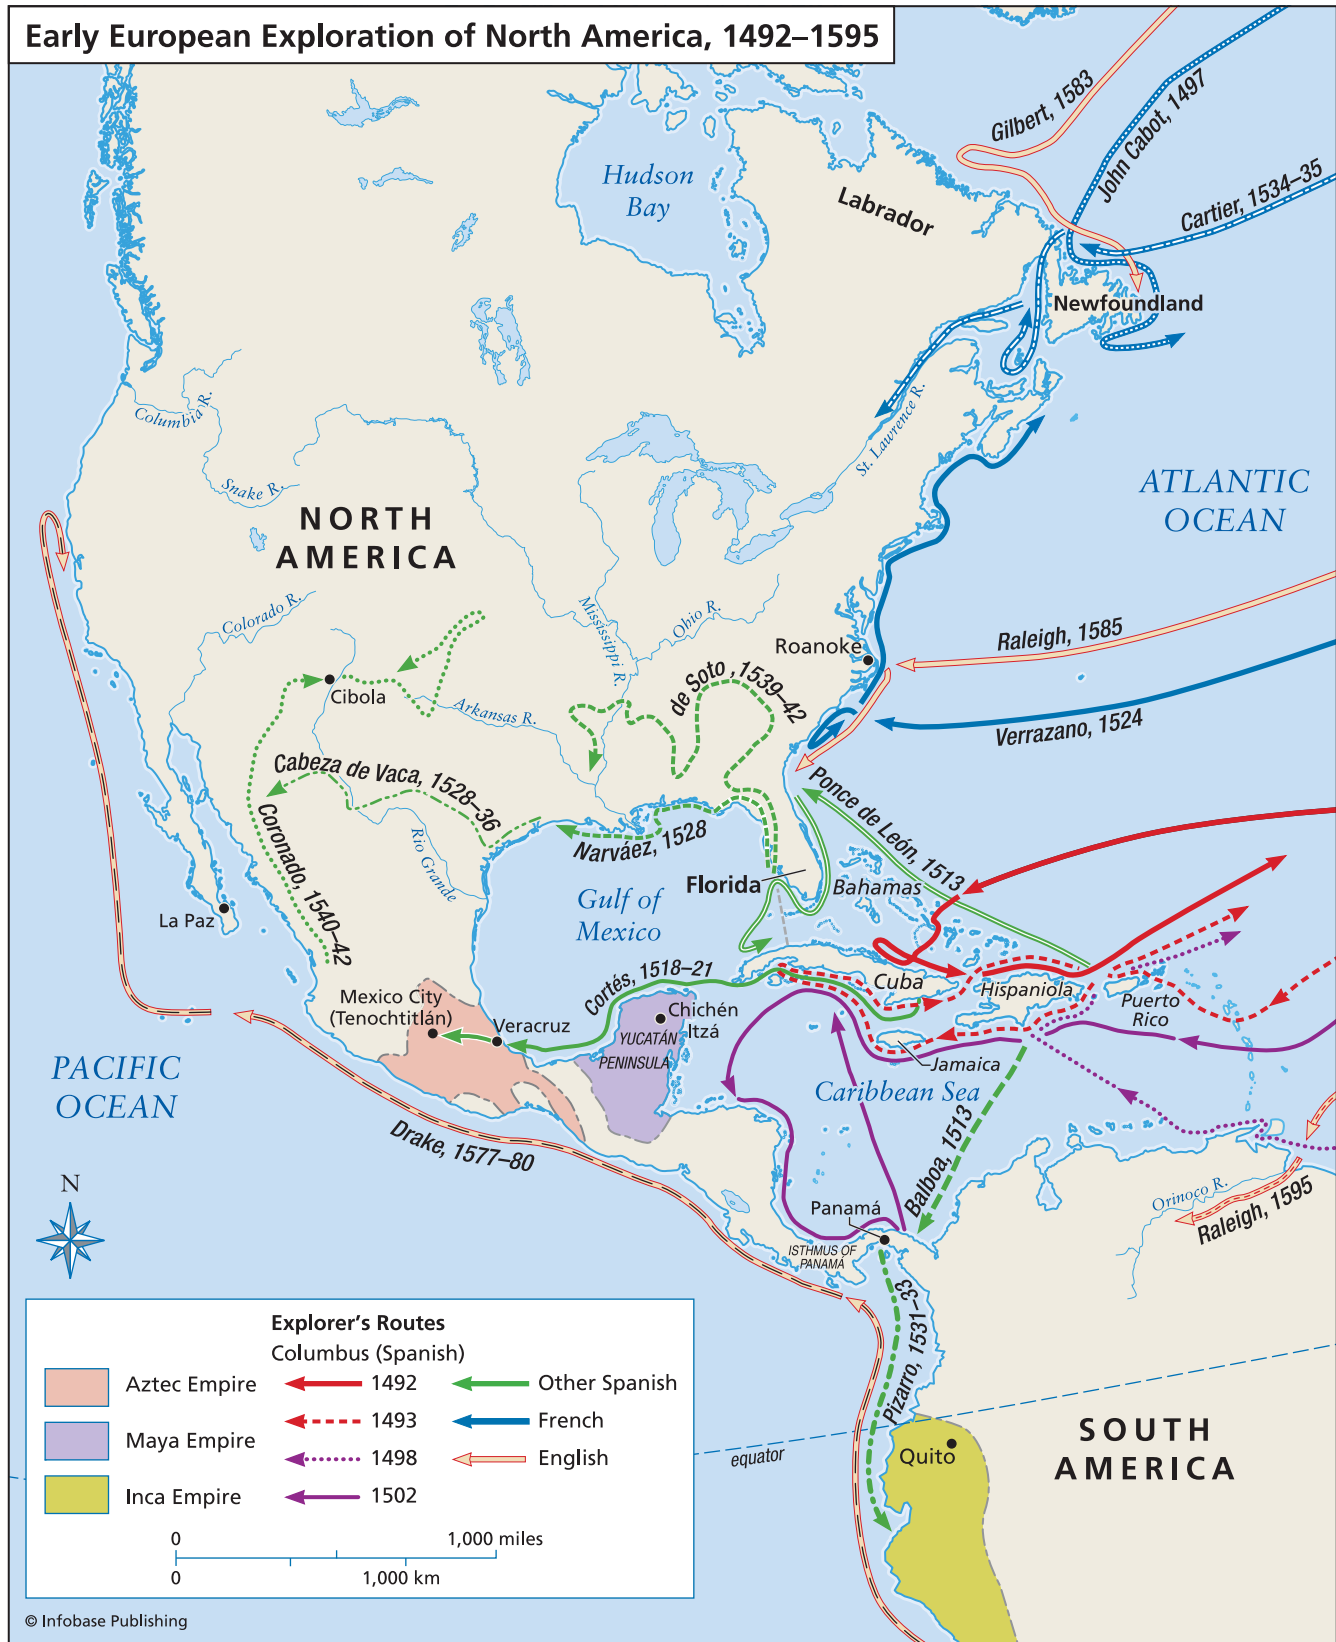 Early European Exploration of North America, 1492–1595
Gilbert, 1583
John Cabot, 1497
Cartier, 1534–35
Hudson
Bay
Labrador
Newfoundland
Columbia R.
Snake R.
St. Lawrence R.
ATLANTIC
OCEAN
NORTH
AMERICA
Colorado R.
Mississippi R.
Ohio R.
Roanoke
Raleigh, 1585
Cibola
Arkansas R.
de Soto, 1539–42
Verrazano, 1524
Cabeza de Vaca, 1528–36
Coronado, 1540–42
Rio Grande
Narváez, 1528
Ponce de León, 1513
Florida
Bahamas
Gulf of
Mexico
La Paz
Cortés, 1518–21
Cuba
Hispaniola
Puerto
Rico
Mexico City
(Tenochtitlán)
Veracruz
Chichén
Itzá
YUCATÁN
PENINSULA
Jamaica
Caribbean Sea
PACIFIC
OCEAN
Drake, 1577–80
Balboa, 1513
Orinoco R.
Raleigh, 1595
Panamá
ISTHMUS OF
PANAMÁ
N
Pizarro, 1531–33
Quito
equator
SOUTH
AMERICA
Explorer's Routes
Columbus (Spanish)
Aztec Empire
1492
Other Spanish
1493
French
Maya Empire
1498
English
Inca Empire
1502
0
1,000 miles
0
1,000 km
© Infobase Publishing